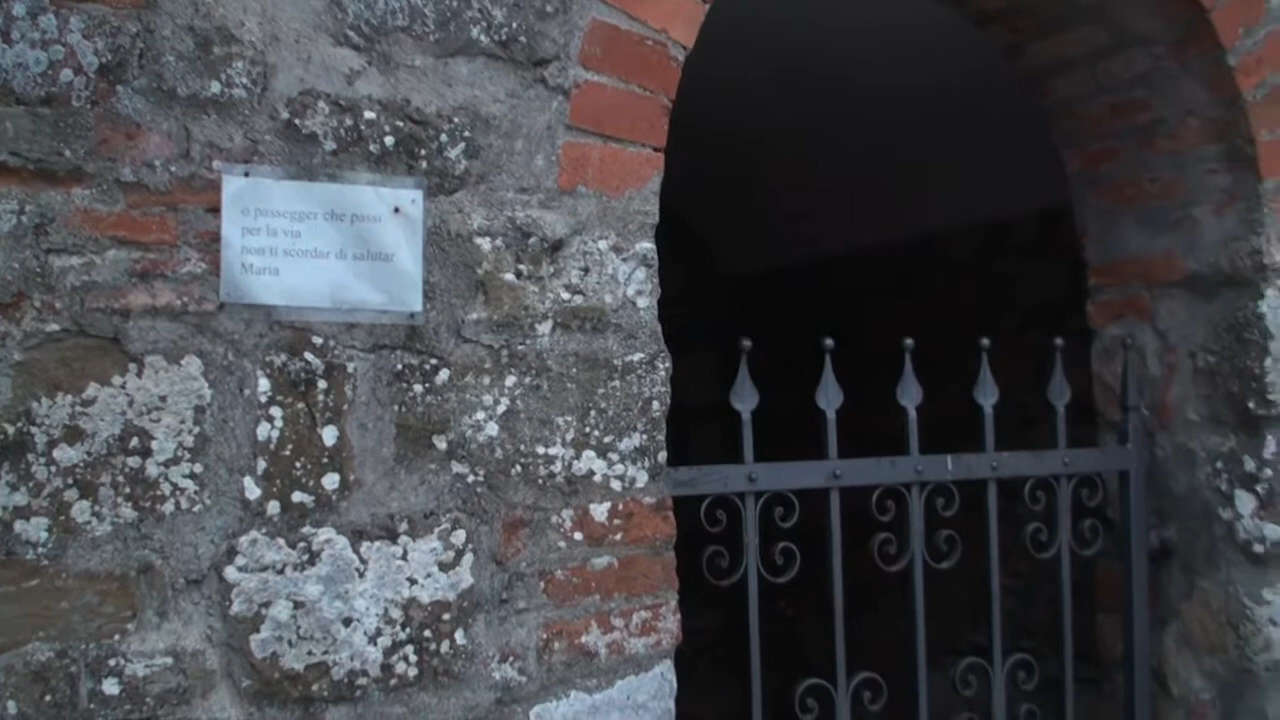 o passegger che passi
per la via
non ti scordar di salutar
Maria